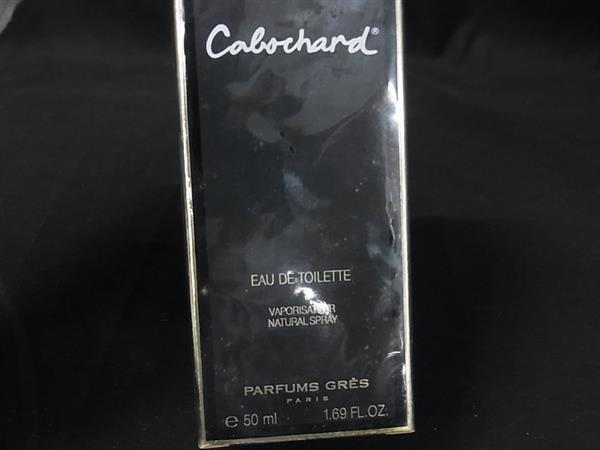 Cabochard®
EAU DE TOILETTE
VAPORISATEUR
NATURAL SPRAY
PARFUMS GRÈS
PARIS
e 50 ml 1.69 FL.OZ.